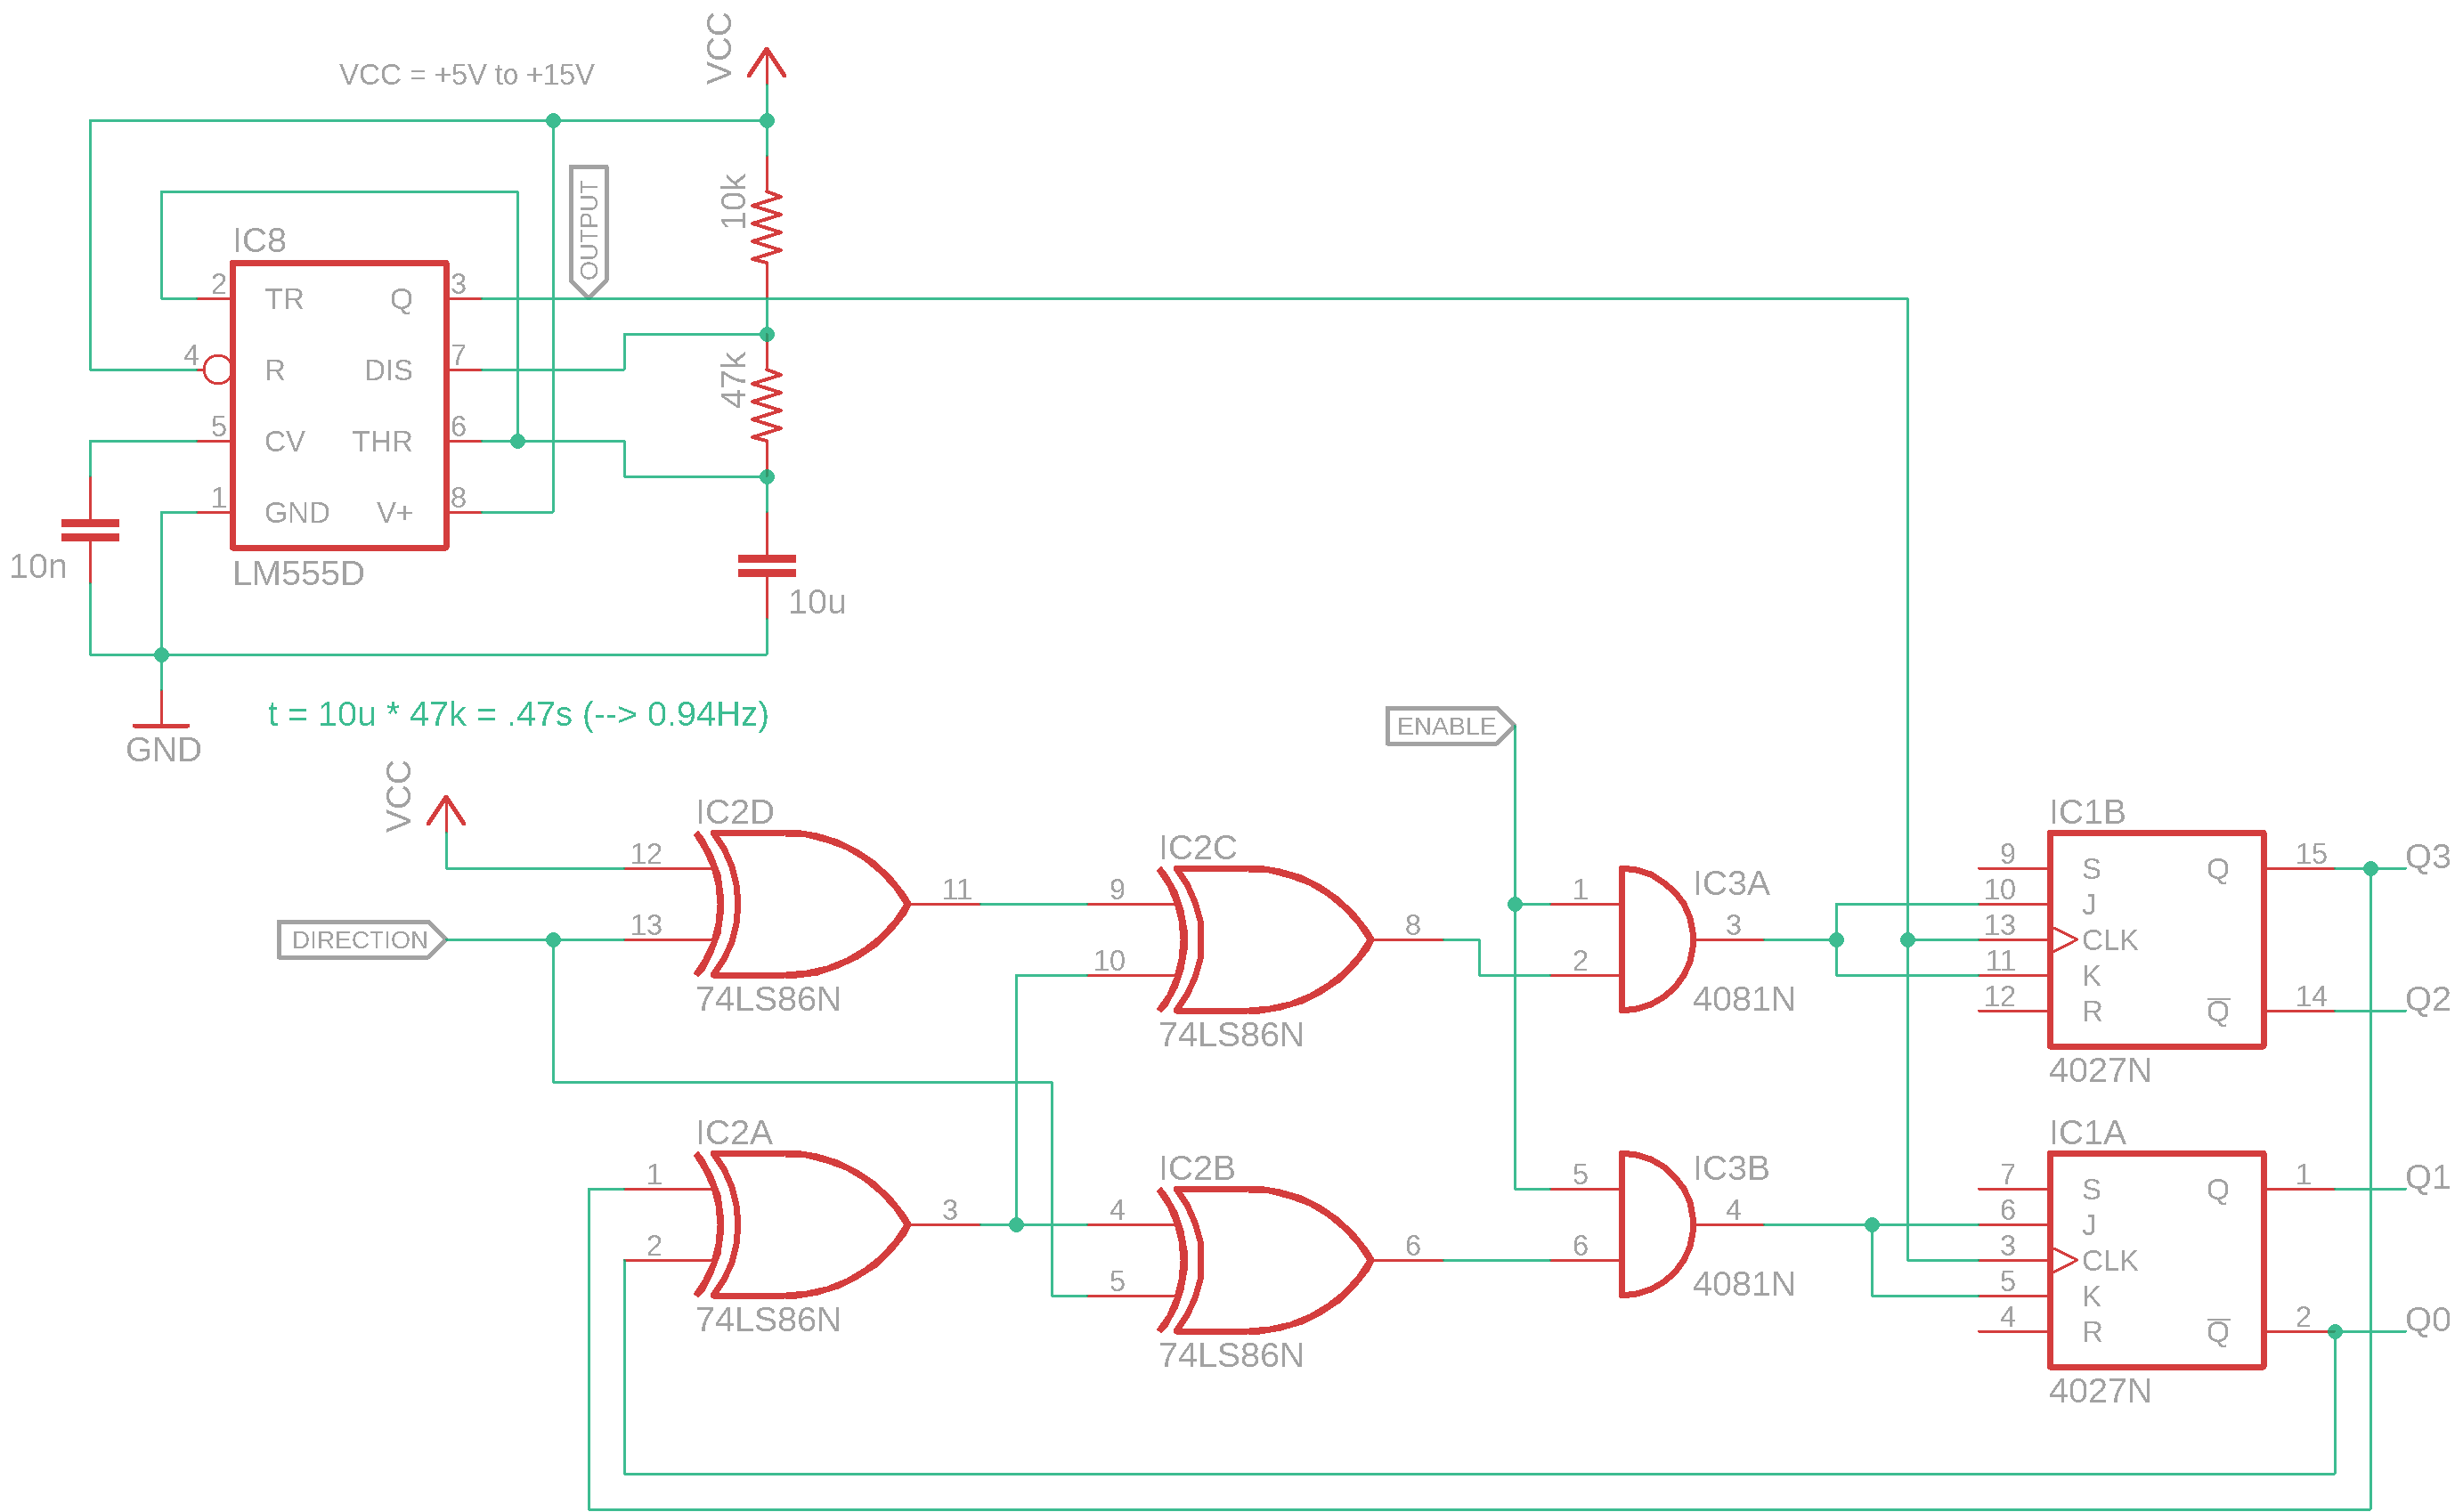 VCC
VCC = +5V to +15V
OUTPUT
10k
IC8
2
TR
Q
3
4
R
DIS
7
47k
5
CV
THR
6
1
GND
V+
8
10n
LM555D
10u
t = 10u * 47k = .47s (--> 0.94Hz)
GND
ENABLE
VCC
IC2D
12
11
13
DIRECTION
74LS86N
IC2C
9
8
10
74LS86N
IC3A
1
3
2
4081N
IC1B
9
S
Q
15
Q3
10
J
13
CLK
11
K
12
R
Q
14
Q2
4027N
IC2A
1
3
2
74LS86N
IC2B
4
6
5
74LS86N
IC3B
5
4
6
4081N
IC1A
7
S
Q
1
Q1
6
J
3
CLK
5
K
4
R
Q
2
Q0
4027N